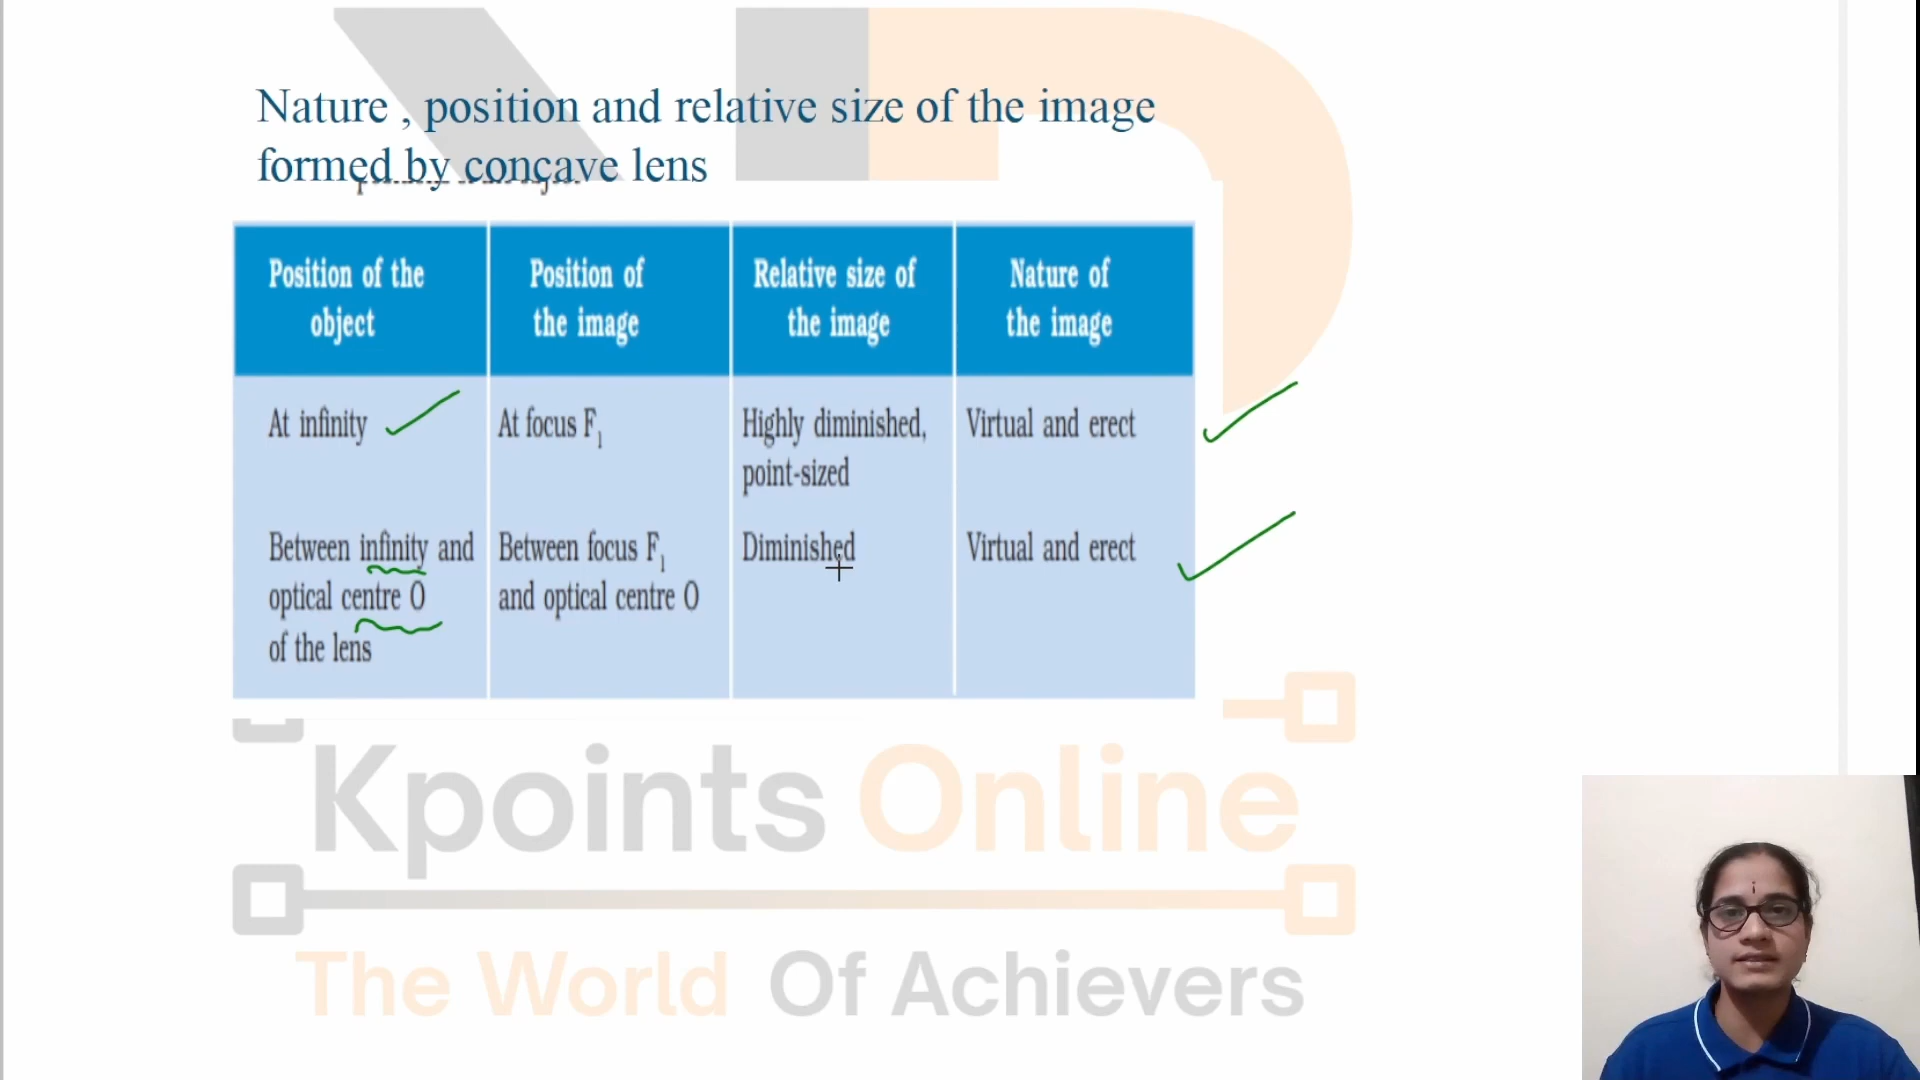 Nature , position and relative size of the image
formed by concave lens
Position of the
object
Position of
the image
Relative size of
the image
Nature of
the image
At infinity
At focus F1
Highly diminished,
point-sized
Virtual and erect
Between infinity and
optical centre O
of the lens
Between focus F1
and optical centre O
Diminished
Virtual and erect
Kpoints Online
The World Of Achievers